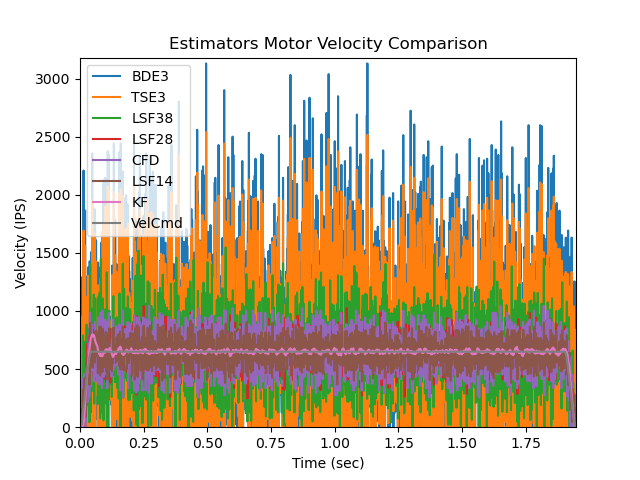 Estimators Motor Velocity Comparison
BDE3
TSE3
LSF38
LSF28
CFD
LSF14
KF
VelCmd
Velocity (IPS)
3000
2500
2000
1500
1000
500
0
0.00 0.25 0.50 0.75 1.00 1.25 1.50 1.75
Time (sec)